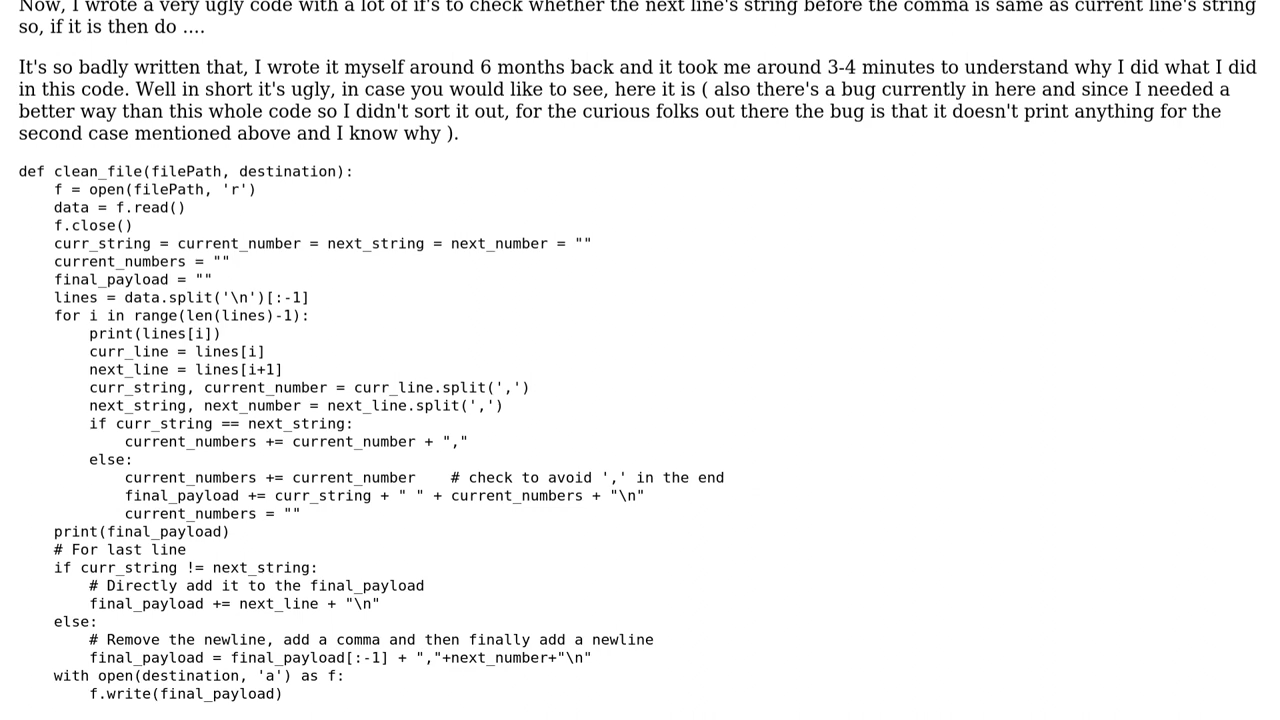 Now, I wrote a very ugly code with a lot of if's to check whether the next line's string before the comma is same as current line's string
so, if it is then do ....
It's so badly written that, I wrote it myself around 6 months back and it took me around 3-4 minutes to understand why I did what I did
in this code. Well in short it's ugly, in case you would like to see, here it is ( also there's a bug currently in here and since I needed a
better way than this whole code so I didn't sort it out, for the curious folks out there the bug is that it doesn't print anything for the
second case mentioned above and I know why ).
def clean_file(filePath, destination):
    f = open(filePath, 'r')
    data = f.read()
    f.close()
    curr_string = current_number = next_string = next_number = ""
    current_numbers = ""
    final_payload = ""
    lines = data.split('\n')[:-1]
    for i in range(len(lines)-1):
        print(lines[i])
        curr_line = lines[i]
        next_line = lines[i+1]
        curr_string, current_number = curr_line.split(',')
        next_string, next_number = next_line.split(',')
        if curr_string == next_string:
            current_numbers += current_number + ","
        else:
            current_numbers += current_number    # check to avoid ',' in the end
            final_payload += curr_string + " " + current_numbers + "\n"
            current_numbers = ""
    print(final_payload)
    # For last line
    if curr_string != next_string:
        # Directly add it to the final_payload
        final_payload += next_line + "\n"
    else:
        # Remove the newline, add a comma and then finally add a newline
        final_payload = final_payload[:-1] + ","+next_number+"\n"
    with open(destination, 'a') as f:
        f.write(final_payload)